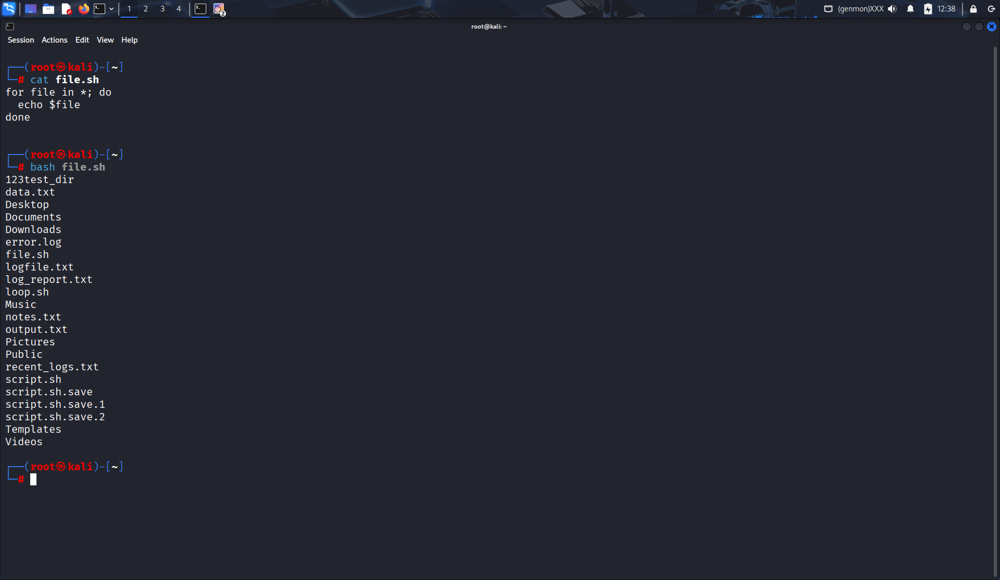 1 2 3 4 2 (genmon)XXX 12:38
root@kali: ~
Session Actions Edit View Help
┌──(root㉿kali)-[~]
└─# cat file.sh
for file in *; do
  echo $file
done
┌──(root㉿kali)-[~]
└─# bash file.sh
123test_dir
data.txt
Desktop
Documents
Downloads
error.log
file.sh
logfile.txt
log_report.txt
loop.sh
Music
notes.txt
output.txt
Pictures
Public
recent_logs.txt
script.sh
script.sh.save
script.sh.save.1
script.sh.save.2
Templates
Videos
┌──(root㉿kali)-[~]
└─#